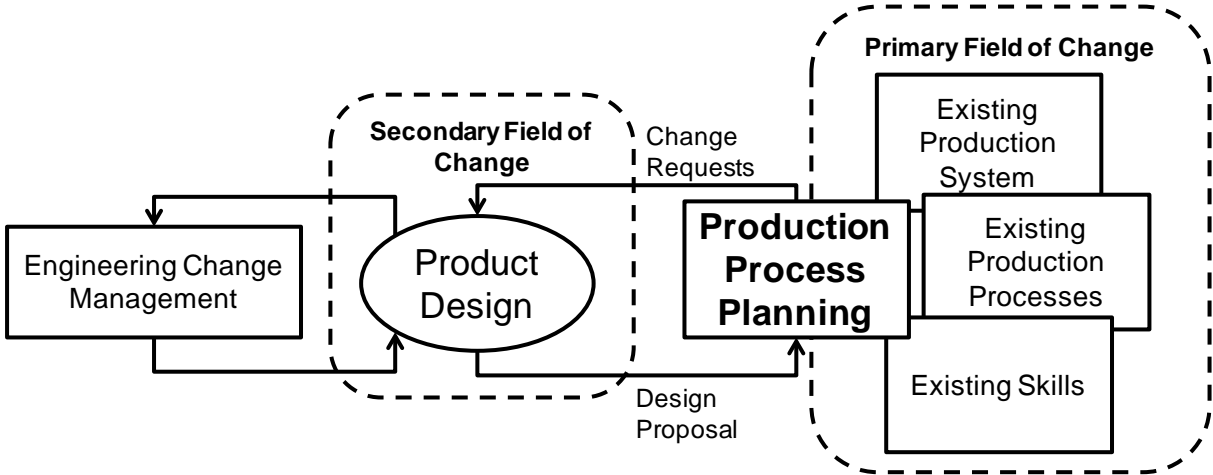 Primary Field of Change
Existing
Production
System
Secondary Field of
Change
Change
Requests
Production
Process
Planning
Existing
Production
Processes
Engineering Change
Management
Product
Design
Existing Skills
Design
Proposal